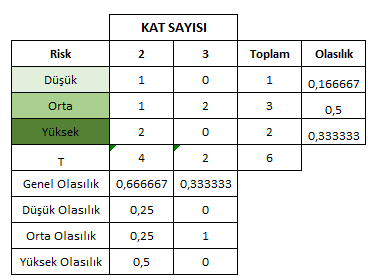 KAT SAYISI
Risk 2 3 Toplam Olasılık
Düşük 1 0 1 0,166667
Orta 1 2 3 0,5
Yüksek 2 0 2 0,333333
T 4 2 6
Genel Olasılık 0,666667 0,333333
Düşük Olasılık 0,25 0
Orta Olasılık 0,25 1
Yüksek Olasılık 0,5 0